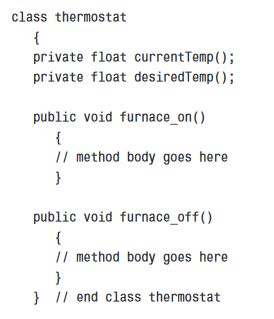 class thermostat
{
private float currentTemp();
private float desiredTemp();
public void furnace_on()
{
// method body goes here
}
public void furnace_off()
{
// method body goes here
}
} // end class thermostat